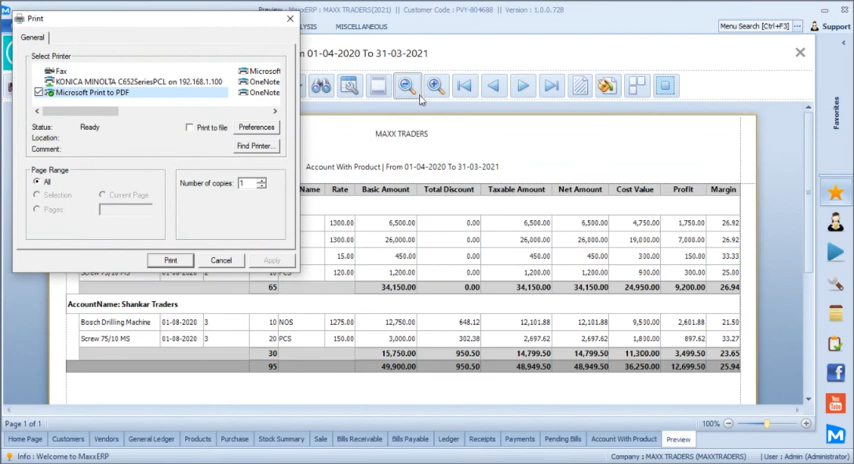 Preview - MaxxERP : MAXX TRADERS(2021) || Customer Code : PVY-004688 || Version : 1.0.0.728
Menu Search [Ctrl+F3]
Support
MISCELLANEOUS
Print
General
Select Printer
Fax
KONICA MINOLTA C652SeriesPCL on 192.168.1.100
Microsoft Print to PDF
Microsoft
OneNote
OneNote
Status: Ready
Location:
Comment:
Print to file
Preferences
Find Printer...
Page Range
All
Selection
Current Page
Pages
Number of copies: 1
Print
Cancel
Apply
From 01-04-2020 To 31-03-2021
Favorites
MAXX TRADERS
Account With Product | From 01-04-2020 To 31-03-2021
Name Rate Basic Amount Total Discount Taxable Amount Net Amount Cost Value Profit Margin
1300.00 6,500.00 0.00 6,500.00 6,500.00 4,750.00 1,750.00 26.92
1300.00 26,000.00 0.00 26,000.00 26,000.00 19,000.00 7,000.00 26.92
15.00 450.00 0.00 450.00 450.00 300.00 150.00 33.33
Screw 75/10 MS 120.00 1,200.00 0.00 1,200.00 1,200.00 900.00 300.00 25.00
65 34,150.00 0.00 34,150.00 34,150.00 24,950.00 9,200.00 26.94
AccountName: Shankar Traders
Bosch Drilling Machine 01-08-2020 3 10 NOS 1275.00 12,750.00 648.12 12,101.88 12,101.88 9,500.00 2,601.88 21.50
Screw 75/10 MS 01-08-2020 3 20 PCS 150.00 3,000.00 302.38 2,697.62 2,697.62 1,800.00 897.62 33.27
30 15,750.00 950.50 14,799.50 14,799.50 11,300.00 3,499.50 23.65
95 49,900.00 950.50 48,949.50 48,949.50 36,250.00 12,699.50 25.94
Page 1 of 1
100%
Home Page Customers Vendors General Ledger Products Purchase Stock Summary Sale Bills Receivable Bills Payable Ledger Receipts Payments Pending Bills Account With Product Preview
Info : Welcome to MaxxERP
Company : MAXX TRADERS(MAXXTRADERS)
User : Admin (Administrator)